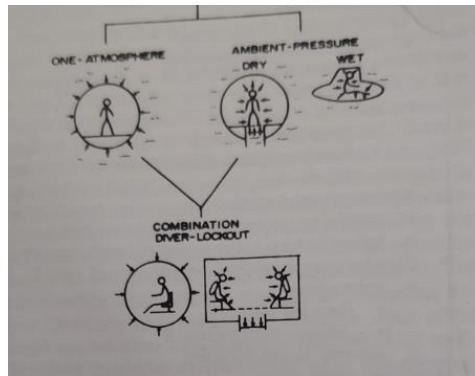 ONE-ATMOSPHERE
AMBIENT-PRESSURE
DRY
WET
COMBINATION
DIVER-LOCKOUT